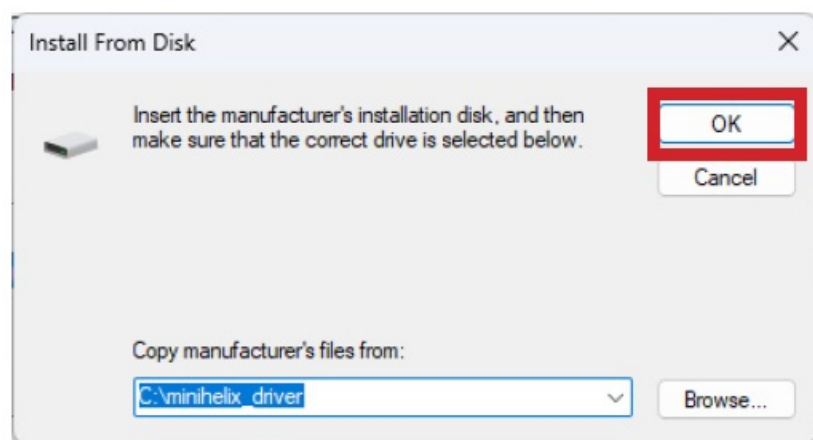 Install From Disk
Insert the manufacturer's installation disk, and then
make sure that the correct drive is selected below.
OK
Cancel
Copy manufacturer's files from:
C:\minihelix_driver
Browse...